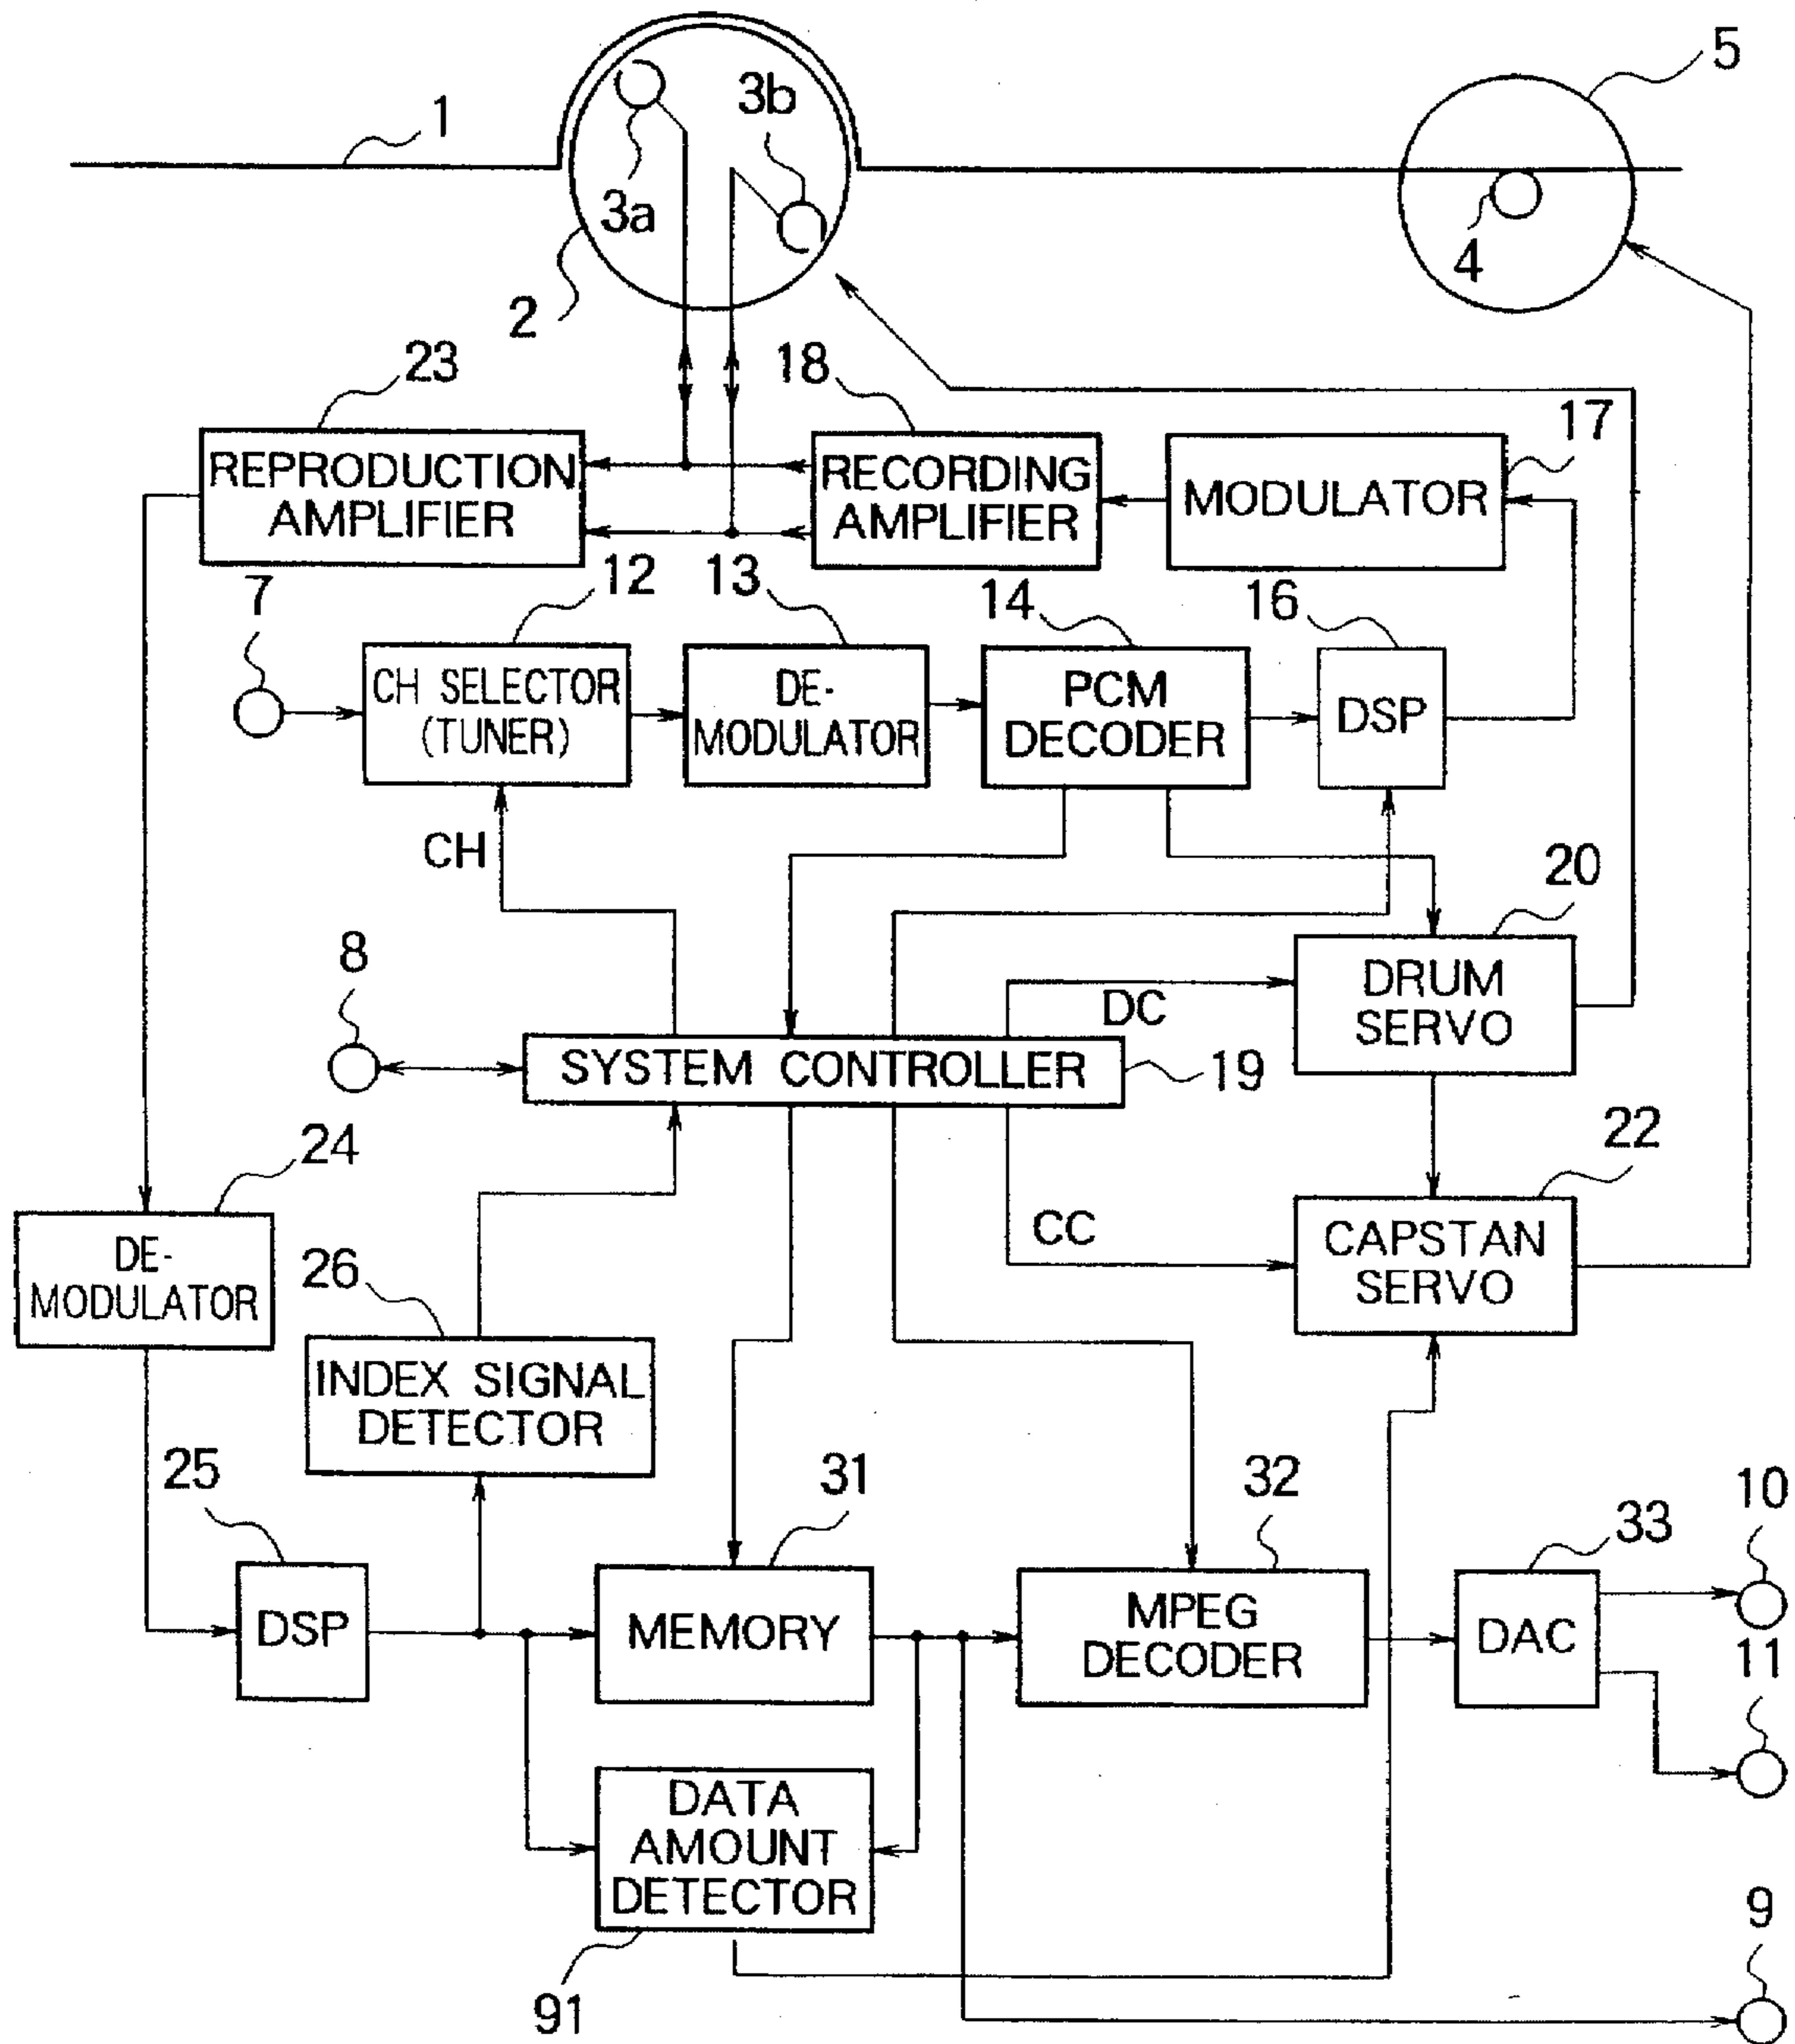 5
1
3b
3a
4
2
23
18
17
REPRODUCTION
AMPLIFIER
RECORDING
AMPLIFIER
MODULATOR
7
12
13
14
16
CH SELECTOR
(TUNER)
DE-
MODULATOR
PCM
DECODER
DSP
CH
20
8
DC
DRUM
SERVO
SYSTEM CONTROLLER
19
24
22
DE-
MODULATOR
26
CC
CAPSTAN
SERVO
INDEX SIGNAL
DETECTOR
25
31
32
33
10
DSP
MEMORY
MPEG
DECODER
DAC
11
DATA
AMOUNT
DETECTOR
91
9